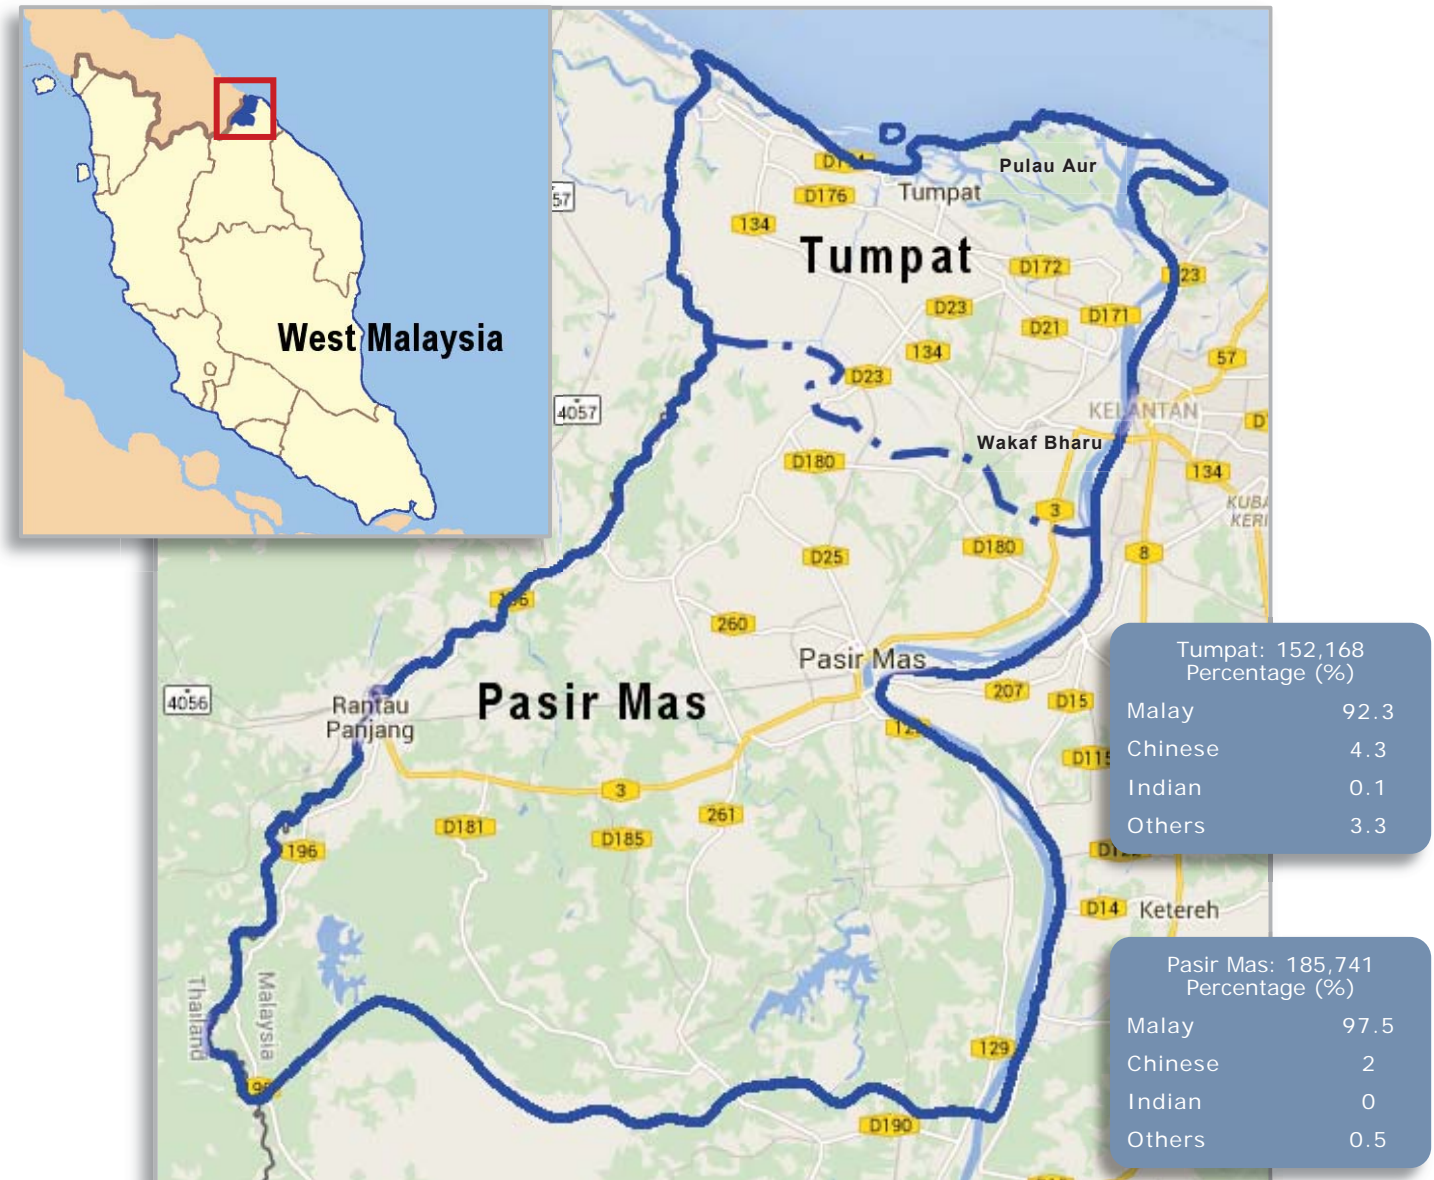 West Malaysia
57
Pulau Aur
D176
Tumpat
134
Tumpat
D172
23
D23
D171
D21
134
57
D23
4057
KELANTAN
Wakaf Bharu
D180
134
3
D180
D25
8
196
260
Pasir Mas
4056
Rantau
Panjang
Pasir Mas
207
D15
D115
3
D181
D185
261
196
D14
Ketereh
Thailand
Malaysia
129
D190
Tumpat: 152,168
Percentage (%)
Malay 92.3
Chinese 4.3
Indian 0.1
Others 3.3
Pasir Mas: 185,741
Percentage (%)
Malay 97.5
Chinese 2
Indian 0
Others 0.5